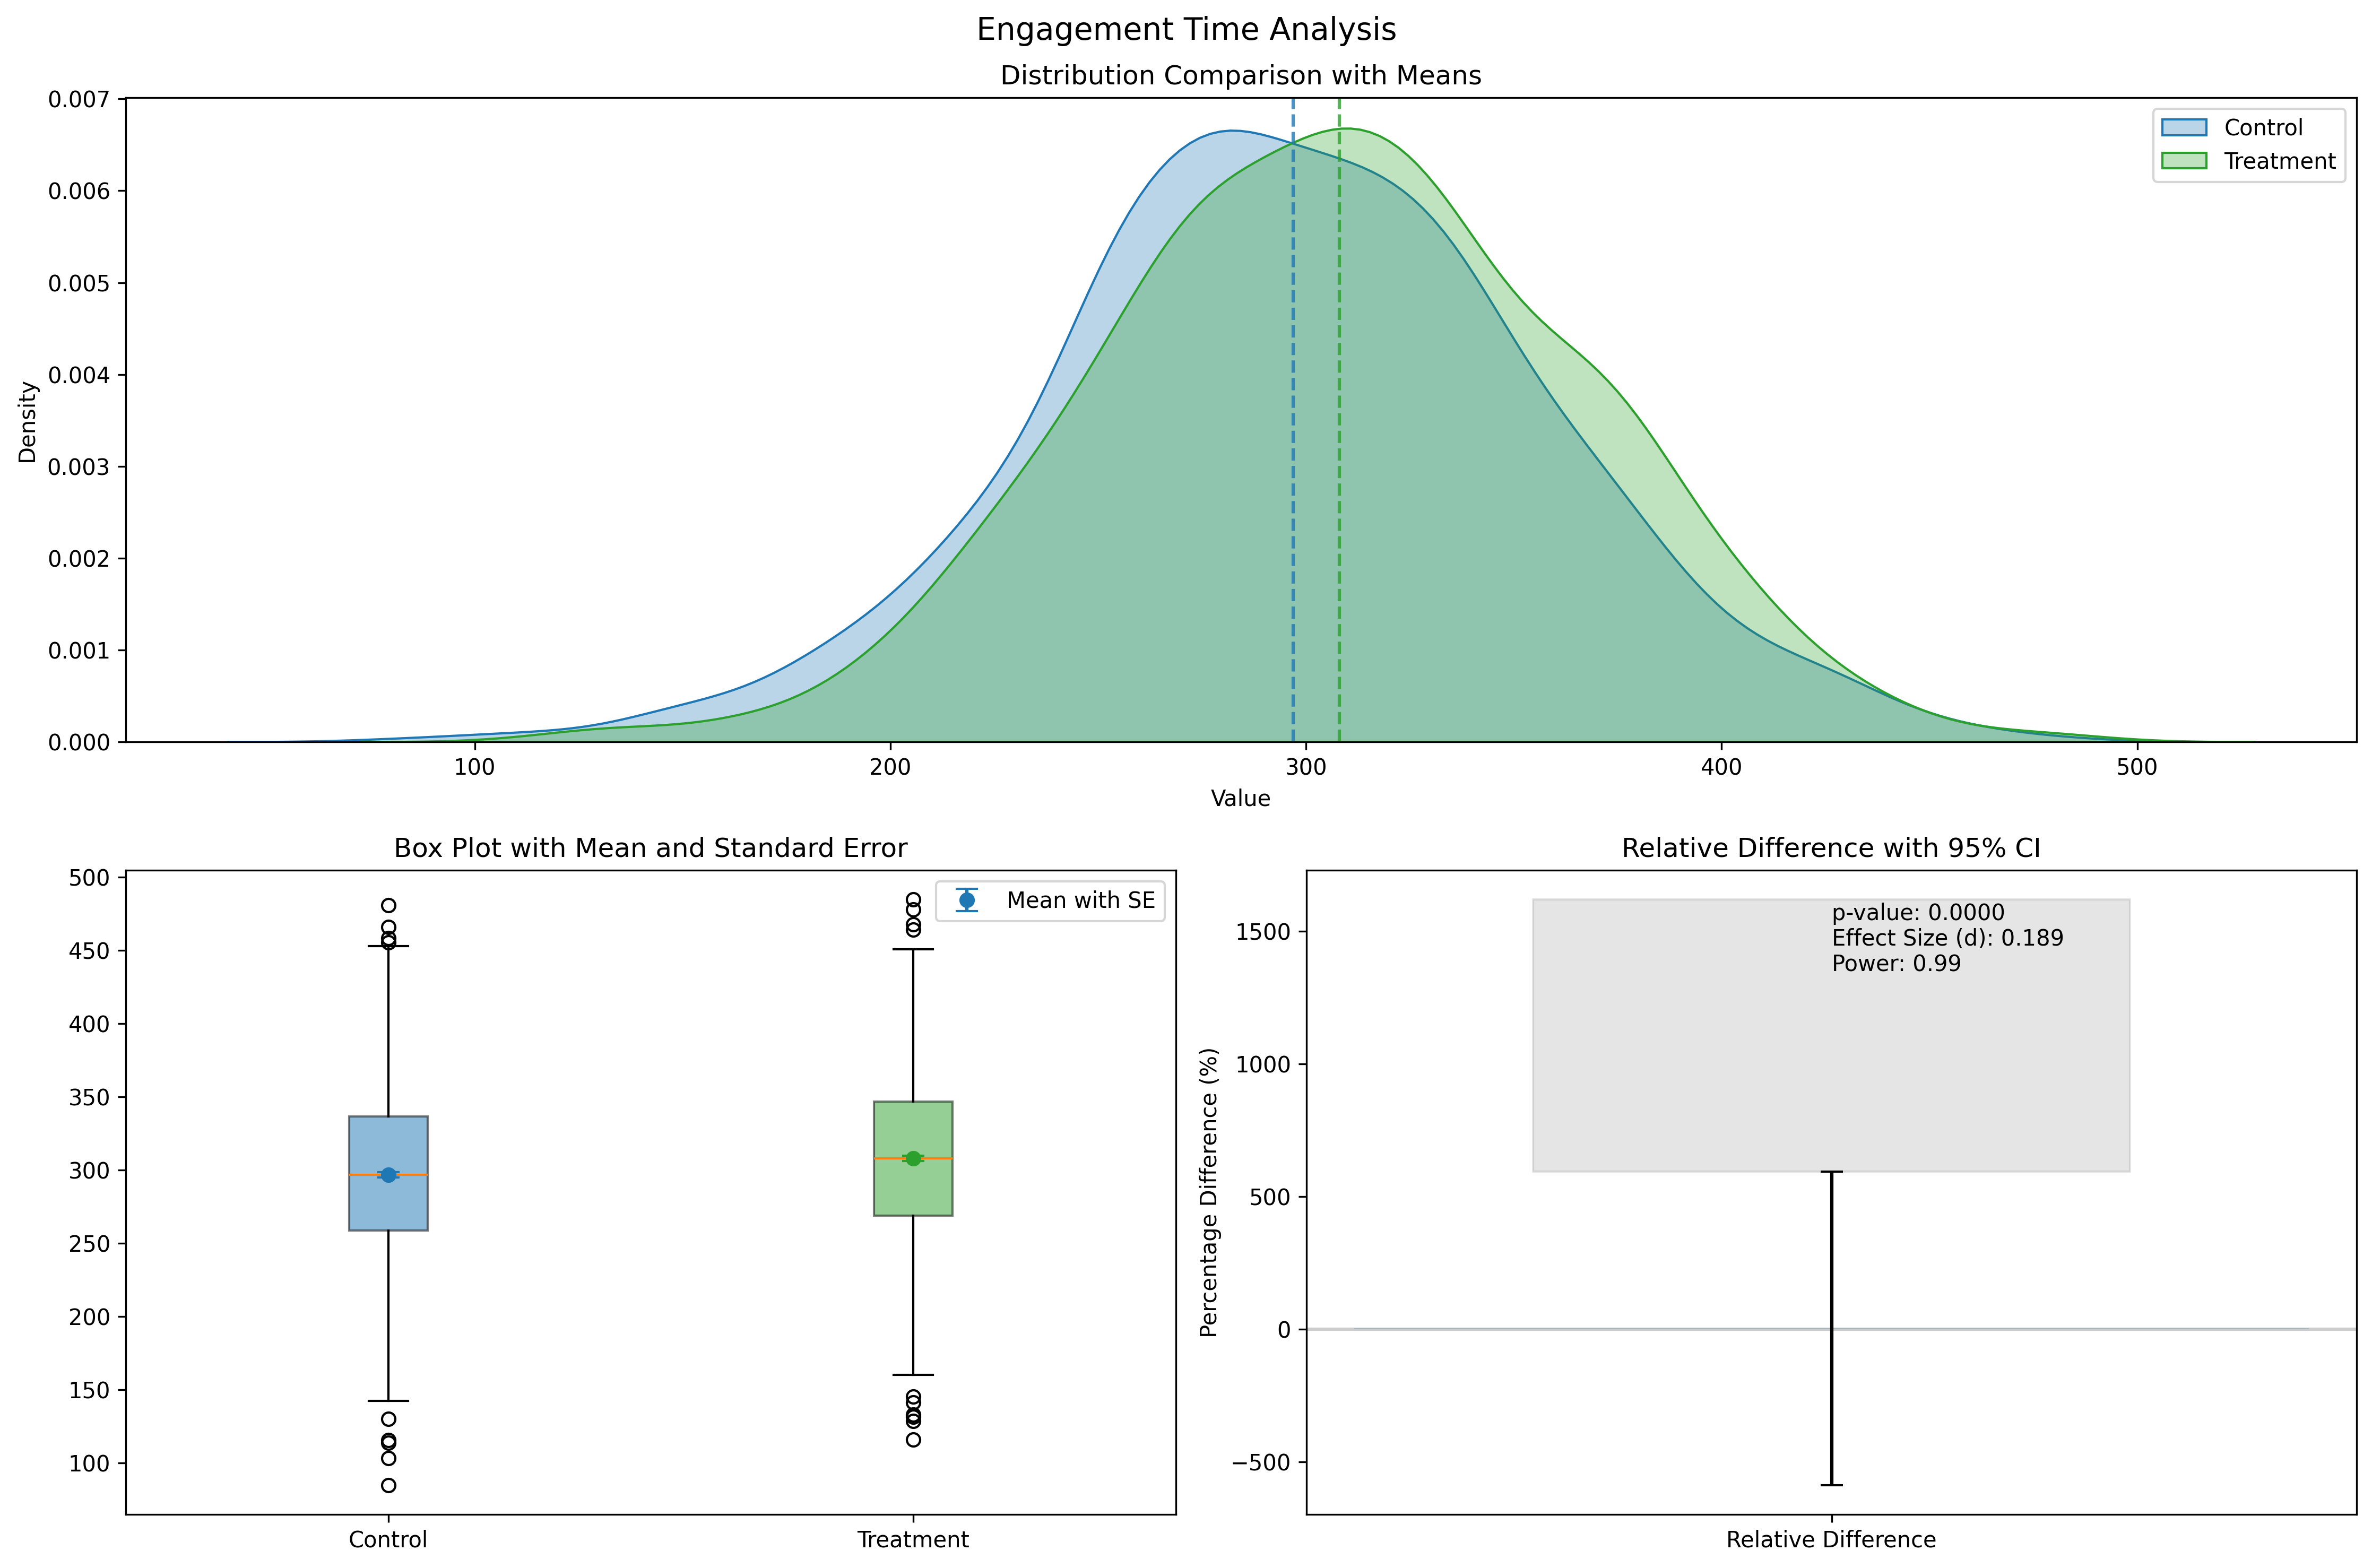 Engagement Time Analysis
Distribution Comparison with Means
0.007
0.006
0.005
0.004
0.003
0.002
0.001
0.000
Density
100
200
300
400
500
Value
Control
Treatment
Box Plot with Mean and Standard Error
500
450
400
350
300
250
200
150
100
Mean with SE
Control
Treatment
Relative Difference with 95% CI
1500
1000
500
0
−500
Percentage Difference (%)
p-value: 0.0000
Effect Size (d): 0.189
Power: 0.99
Relative Difference